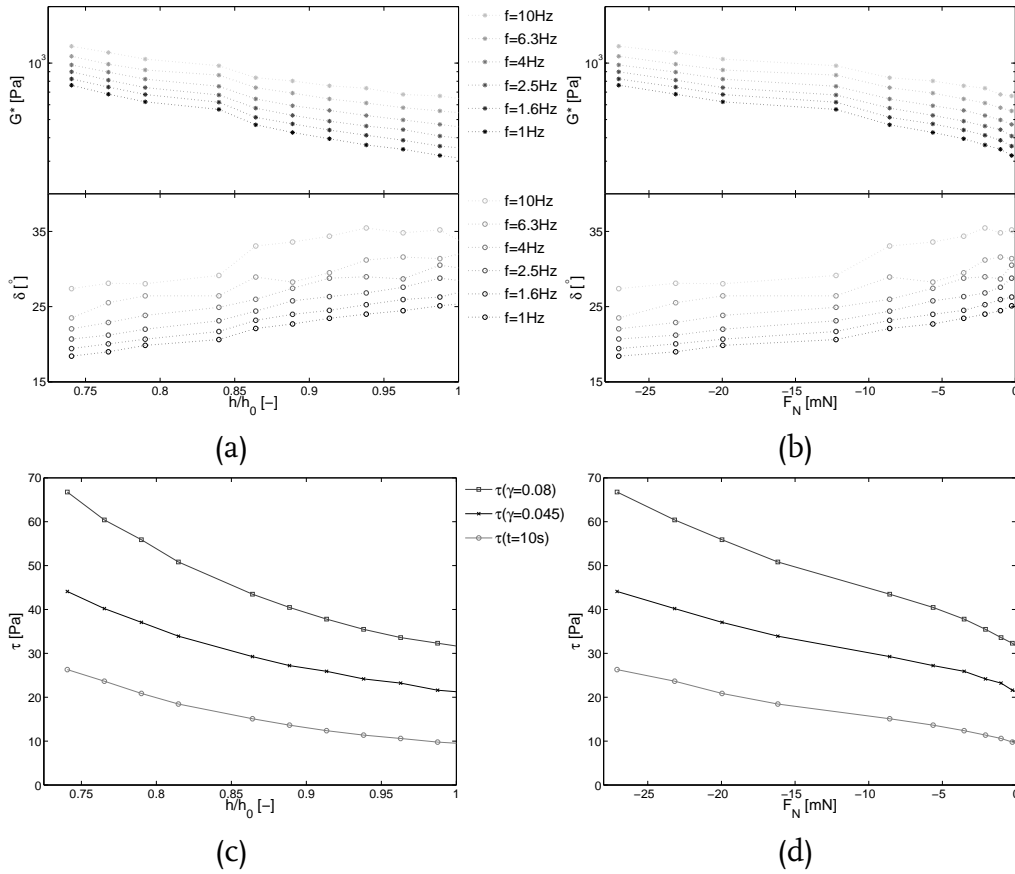 f=10Hz
f=6.3Hz
f=4Hz
f=2.5Hz
f=1.6Hz
f=1Hz
10³
G* [Pa]
10³
G* [Pa]
f=10Hz
f=6.3Hz
f=4Hz
f=2.5Hz
f=1.6Hz
f=1Hz
35
25
15
δ [°]
0.75 0.8 0.85 0.9 0.95 1
h/h₀ [−]
35
25
15
δ [°]
−25 −20 −15 −10 −5 0
F_N [mN]
(a)
(b)
70
60
50
40
30
20
10
0
τ [Pa]
0.75 0.8 0.85 0.9 0.95 1
h/h₀ [−]
τ(γ=0.08)
τ(γ=0.045)
τ(t=10s)
70
60
50
40
30
20
10
0
τ [Pa]
−25 −20 −15 −10 −5 0
F_N [mN]
(c)
(d)